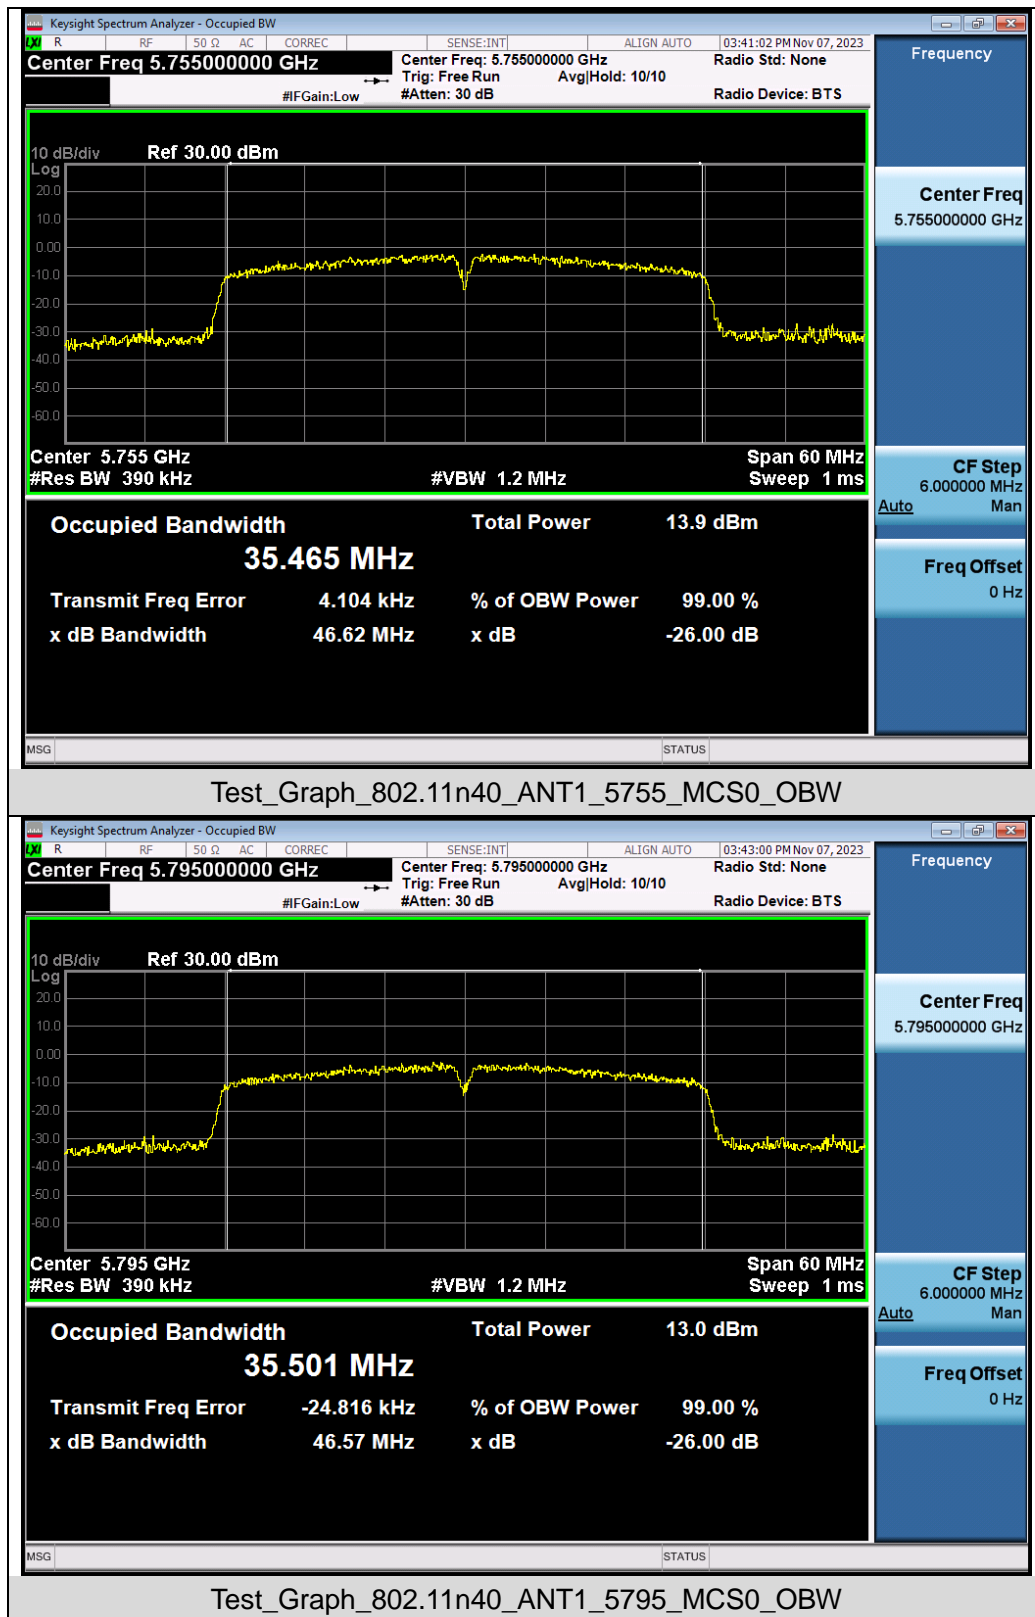 Keysight Spectrum Analyzer - Occupied BW
LXI R RF 50 Ω AC CORREC SENSE:INT ALIGN AUTO 03:41:02 PM Nov 07, 2023
Center Freq 5.755000000 GHz
Center Freq: 5.755000000 GHz
Radio Std: None
Trig: Free Run Avg|Hold: 10/10
#IFGain:Low
#Atten: 30 dB
Radio Device: BTS
Frequency
10 dB/div Ref 30.00 dBm
Log
20.0
10.0
0.00
-10.0
-20.0
-30.0
-40.0
-50.0
-60.0
Center 5.755 GHz
Span 60 MHz
#Res BW 390 kHz
#VBW 1.2 MHz
Sweep 1 ms
Center Freq
5.755000000 GHz
CF Step
6.000000 MHz
Auto Man
Freq Offset
0 Hz
Occupied Bandwidth
35.465 MHz
Total Power 13.9 dBm
Transmit Freq Error 4.104 kHz
% of OBW Power 99.00 %
x dB Bandwidth 46.62 MHz
x dB -26.00 dB
MSG
STATUS
Test_Graph_802.11n40_ANT1_5755_MCS0_OBW
Keysight Spectrum Analyzer - Occupied BW
LXI R RF 50 Ω AC CORREC SENSE:INT ALIGN AUTO 03:43:00 PM Nov 07, 2023
Center Freq 5.795000000 GHz
Center Freq: 5.795000000 GHz
Radio Std: None
Trig: Free Run Avg|Hold: 10/10
#IFGain:Low
#Atten: 30 dB
Radio Device: BTS
Frequency
10 dB/div Ref 30.00 dBm
Log
20.0
10.0
0.00
-10.0
-20.0
-30.0
-40.0
-50.0
-60.0
Center 5.795 GHz
Span 60 MHz
#Res BW 390 kHz
#VBW 1.2 MHz
Sweep 1 ms
Center Freq
5.795000000 GHz
CF Step
6.000000 MHz
Auto Man
Freq Offset
0 Hz
Occupied Bandwidth
35.501 MHz
Total Power 13.0 dBm
Transmit Freq Error -24.816 kHz
% of OBW Power 99.00 %
x dB Bandwidth 46.57 MHz
x dB -26.00 dB
MSG
STATUS
Test_Graph_802.11n40_ANT1_5795_MCS0_OBW